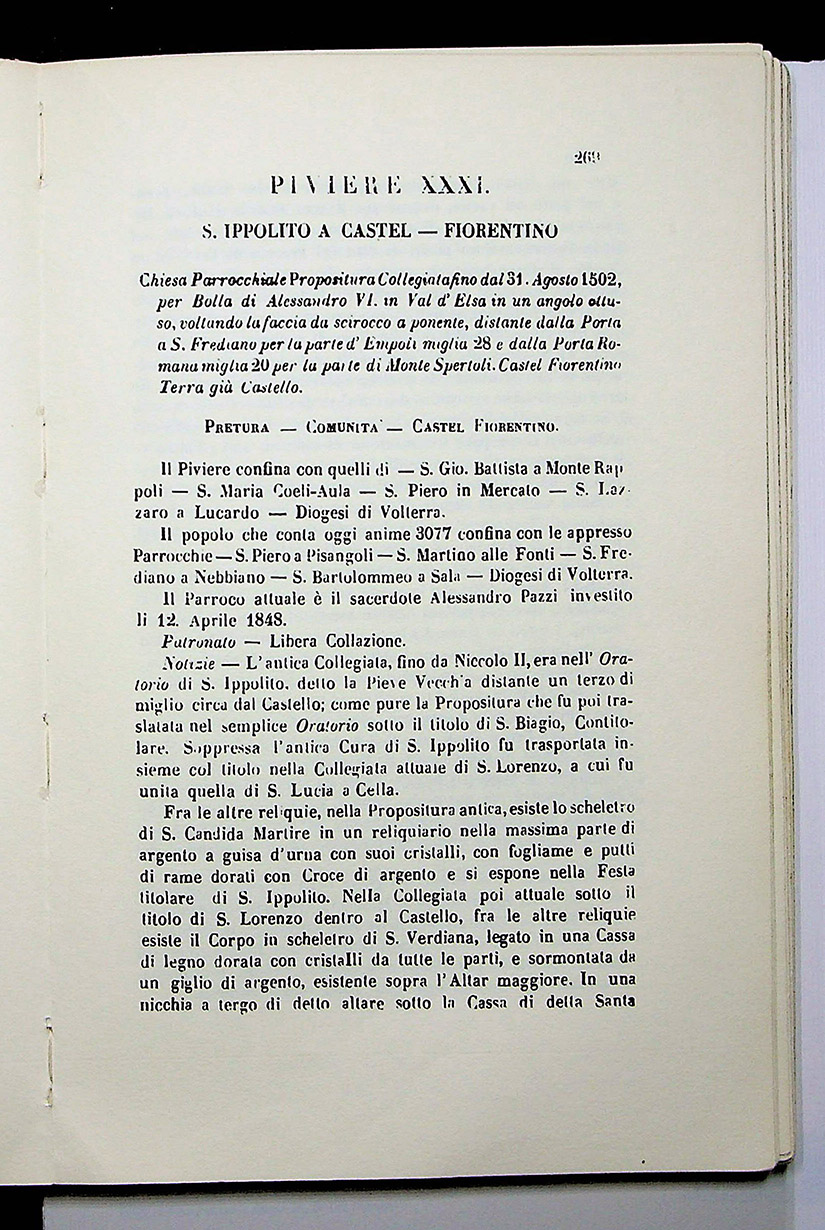 269
PIVIERE XXXI.
S. IPPOLITO A CASTEL — FIORENTINO
Chiesa Parrocchiale Propositura Collegiata fino dal 31. Agosto 1502,
per Bolla di Alessandro VI. in Val d' Elsa in un angolo ottu-
so, voltando la faccia da scirocco a ponente, distante dalla Porta
a S. Frediano per la parte d' Empoli miglia 28 e dalla Porta Ro-
mana miglia 20 per la parte di Monte Spertoli. Castel Fiorentino
Terra già Castello.
PRETURA — COMUNITA' — CASTEL FIORENTINO.
Il Piviere confina con quelli di — S. Gio. Battista a Monte Rap
poli — S. Maria Coeli-Aula — S. Piero in Mercato — S. Laz-
zaro a Lucardo — Diogesi di Volterra.
Il popolo che conta oggi anime 3077 confina con le appresso
Parrocchie — S. Piero a Pisangoli — S. Martino alle Fonti — S. Fre-
diano a Nebbiano — S. Bartolommeo a Sala — Diogesi di Volterra.
Il Parroco attuale è il sacerdote Alessandro Pazzi investito
li 12. Aprile 1848.
Patronato — Libera Collazione.
Notizie — L'antica Collegiata, fino da Niccolo II, era nell' Ora-
torio di S. Ippolito, detto la Pieve Vecchia distante un terzo di
miglio circa dal Castello; come pure la Propositura che fu poi tra-
slatata nel semplice Oratorio sotto il titolo di S. Biagio, Contito-
lare. Soppressa l'antica Cura di S. Ippolito fu trasportata in-
sieme col titolo nella Collegiata attuale di S. Lorenzo, a cui fu
unita quella di S. Lucia a Cella.
Fra le altre reliquie, nella Propositura antica, esiste lo scheletro
di S. Candida Martire in un reliquiario nella massima parte di
argento a guisa d'urna con suoi cristalli, con fogliame e putti
di rame dorati con Croce di argento e si espone nella Festa
titolare di S. Ippolito. Nella Collegiata poi attuale sotto il
titolo di S. Lorenzo dentro al Castello, fra le altre reliquie
esiste il Corpo in scheletro di S. Verdiana, legato in una Cassa
di legno dorata con cristalli da tutte le parti, e sormontata da
un giglio di argento, esistente sopra l'Altar maggiore. In una
nicchia a tergo di detto altare sotto la Cassa di detta Santa